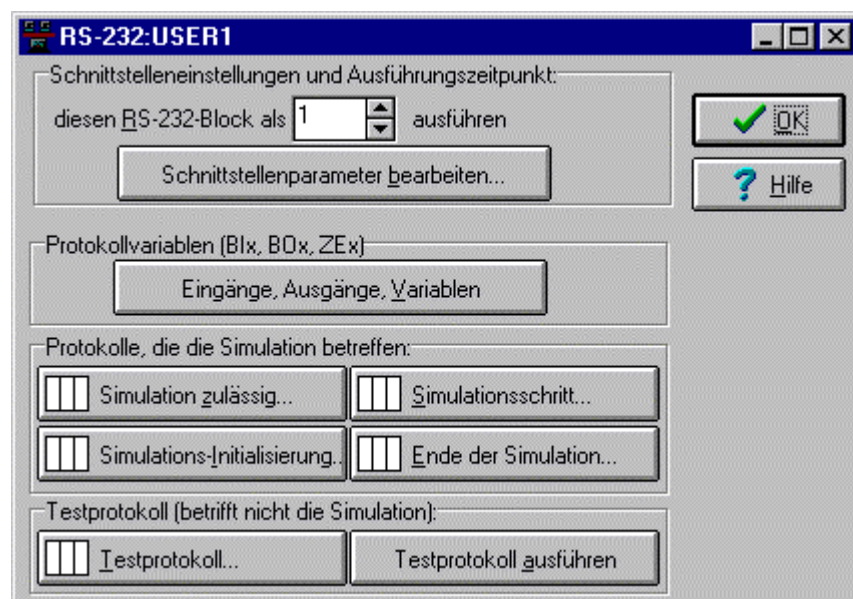 RS-232:USER1
Schnittstelleneinstellungen und Ausführungszeitpunkt:
diesen RS-232-Block als 1 ausführen
Schnittstellenparameter bearbeiten...
OK
Hilfe
Protokollvariablen (BIx, BOx, ZEx)
Eingänge, Ausgänge, Variablen
Protokolle, die die Simulation betreffen:
Simulation zulässig... Simulationsschritt...
Simulations-Initialisierung.. Ende der Simulation...
Testprotokoll (betrifft nicht die Simulation):
Testprotokoll... Testprotokoll ausführen